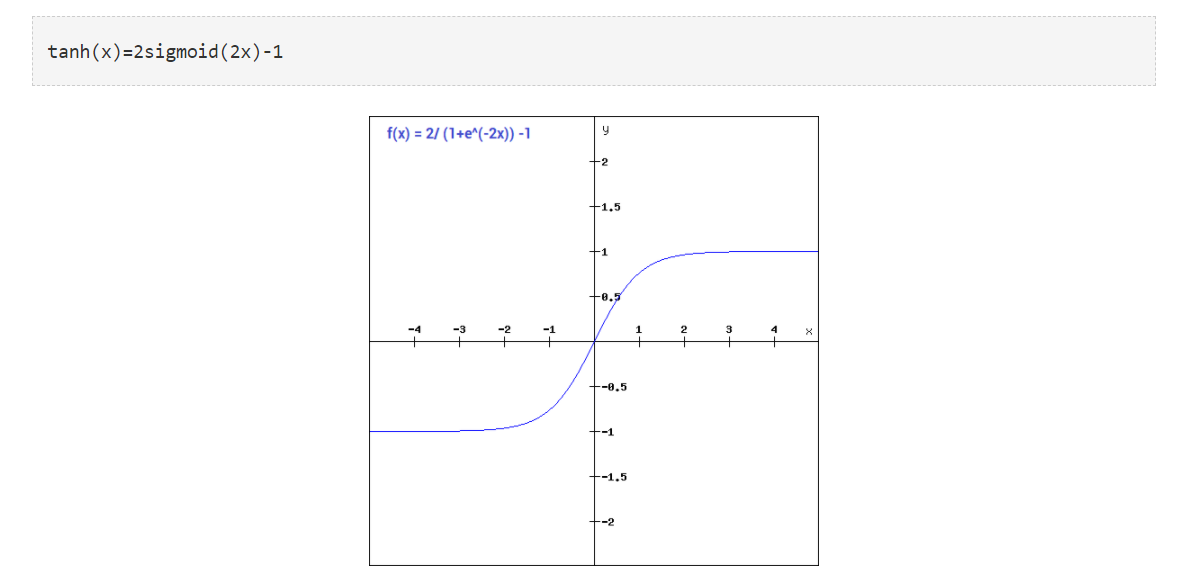 tanh(x)=2sigmoid(2x)-1
f(x) = 2/ (1+e^(-2x)) -1
y
2
1.5
1
0.5
-4 -3 -2 -1 1 2 3 4 x
-0.5
-1
-1.5
-2